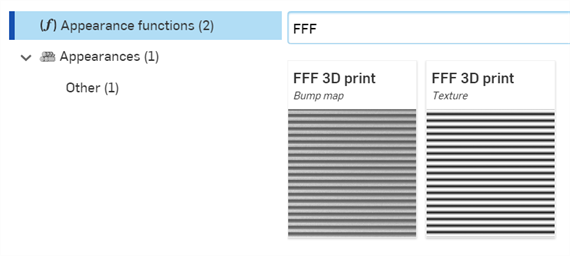 (ƒ) Appearance functions (2)
Appearances (1)
Other (1)
FFF
FFF 3D print
Bump map
FFF 3D print
Texture